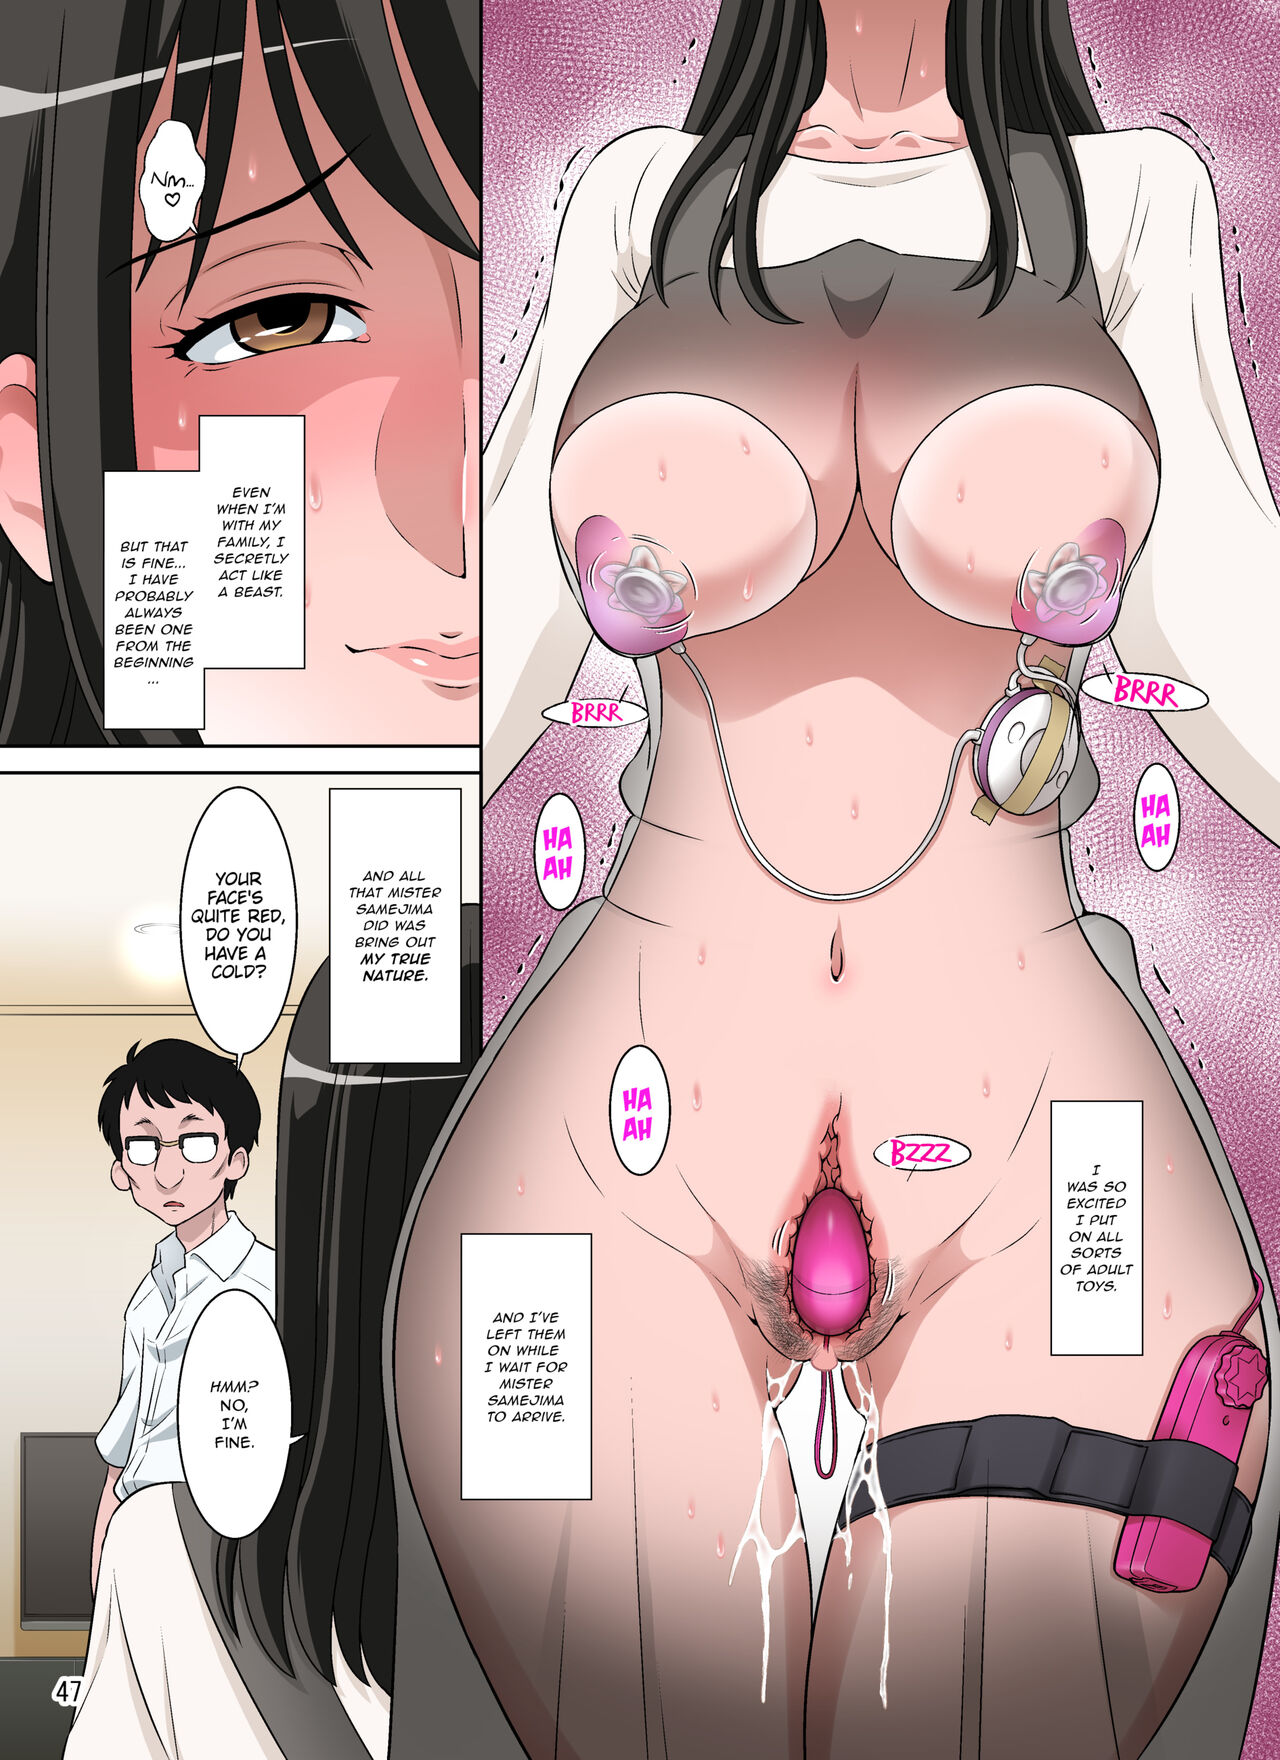 NM...♡
EVEN
WHEN I'M
WITH MY
FAMILY, I
SECRETLY
ACT LIKE
A BEAST.
BUT THAT
IS FINE...
I HAVE
PROBABLY
ALWAYS
BEEN ONE
FROM THE
BEGINNING
...
BRRR
BRRR
HA
AH
HA
AH
HA
AH
BZZZ
I
WAS SO
EXCITED
I PUT
ON ALL
SORTS
OF ADULT
TOYS.
AND I'VE
LEFT THEM
ON WHILE
I WAIT FOR
MISTER
SAMEJIMA
TO ARRIVE.
AND ALL
THAT MISTER
SAMEJIMA
DID WAS
BRING OUT
MY TRUE
NATURE.
YOUR
FACE'S
QUITE RED,
DO YOU
HAVE A
COLD?
HMM?
NO,
I'M
FINE.
47